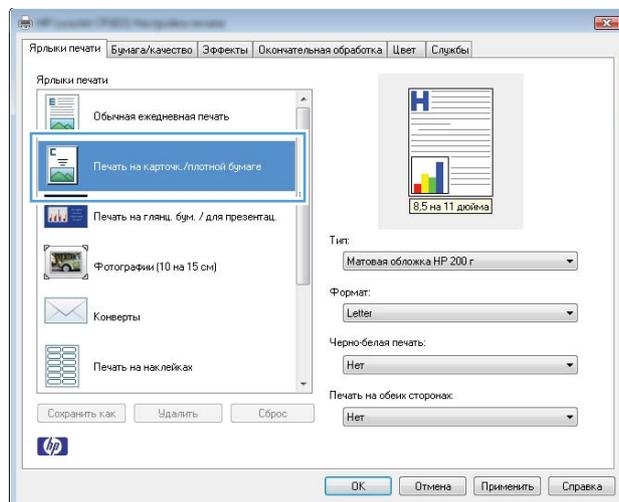 Ярлыки печати Бумага/качество Эффекты Окончательная обработка Цвет Службы
Ярлыки печати
Обычная ежедневная печать
Печать на карточк./плотной бумаге
Печать на глянц. бум. / для презентац.
Фотографии (10 на 15 см)
Конверты
Печать на наклейках
Сохранить как Удалить Сброс
8,5 на 11 дюйма
Тип:
Матовая обложка HP 200 г
Формат:
Letter
Черно-белая печать:
Нет
Печать на обеих сторонах:
Нет
hp
OK Отмена Применить Справка